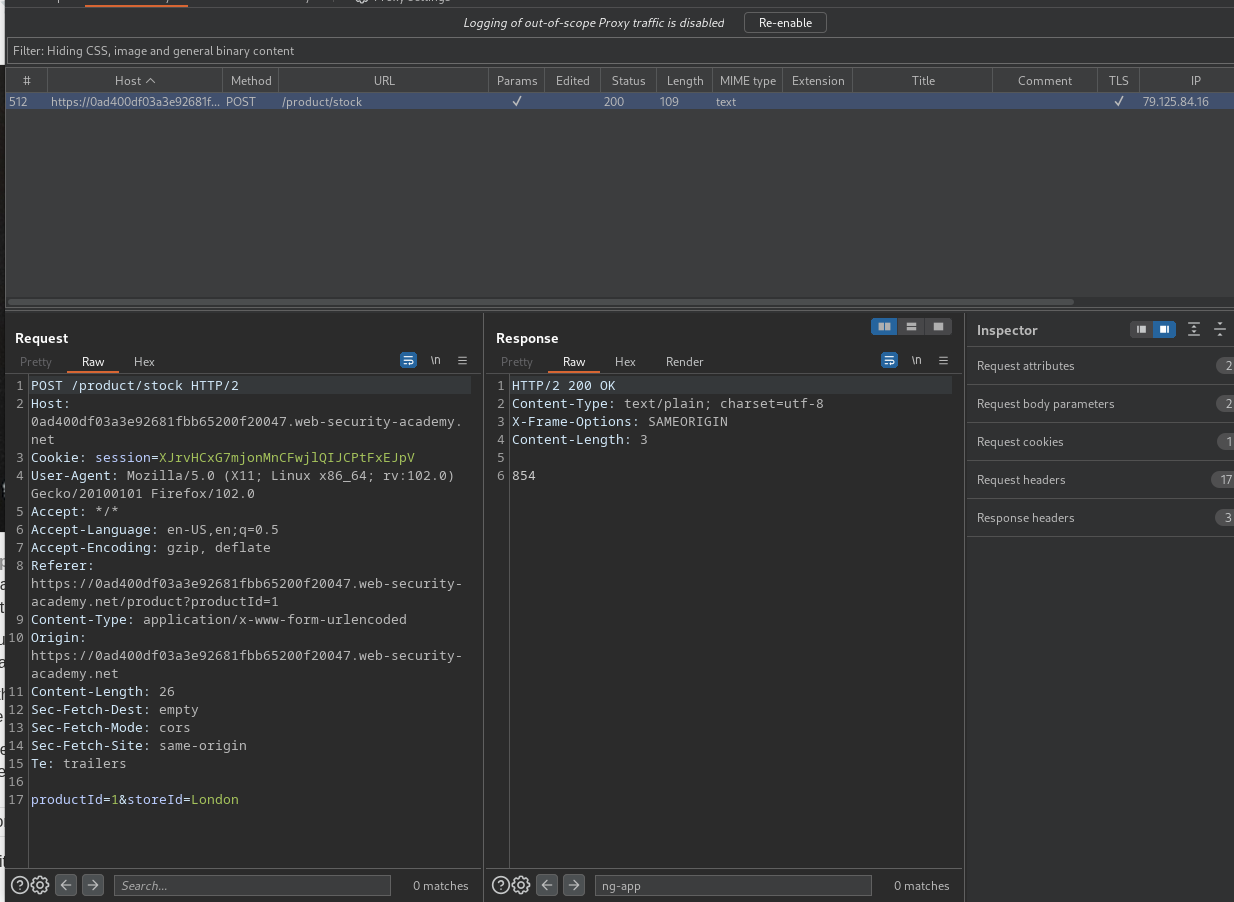 Logging of out-of-scope Proxy traffic is disabled Re-enable
Filter: Hiding CSS, image and general binary content
# Host Method URL Params Edited Status Length MIME type Extension Title Comment TLS IP
512 https://0ad400df03a3e92681f... POST /product/stock ✓ 200 109 text ✓ 79.125.84.16
Request
Pretty Raw Hex \n
1 POST /product/stock HTTP/2
2 Host:
0ad400df03a3e92681fbb65200f20047.web-security-academy.
net
3 Cookie: session=XJrvHCxG7mjonMnCFwjlQIJCPtFxEJpV
4 User-Agent: Mozilla/5.0 (X11; Linux x86_64; rv:102.0)
Gecko/20100101 Firefox/102.0
5 Accept: */*
6 Accept-Language: en-US,en;q=0.5
7 Accept-Encoding: gzip, deflate
8 Referer:
https://0ad400df03a3e92681fbb65200f20047.web-security-
academy.net/product?productId=1
9 Content-Type: application/x-www-form-urlencoded
10 Origin:
https://0ad400df03a3e92681fbb65200f20047.web-security-
academy.net
11 Content-Length: 26
12 Sec-Fetch-Dest: empty
13 Sec-Fetch-Mode: cors
14 Sec-Fetch-Site: same-origin
15 Te: trailers
16
17 productId=1&storeId=London
Search... 0 matches
Response
Pretty Raw Hex Render \n
1 HTTP/2 200 OK
2 Content-Type: text/plain; charset=utf-8
3 X-Frame-Options: SAMEORIGIN
4 Content-Length: 3
5
6 854
ng-app 0 matches
Inspector
Request attributes 2
Request body parameters 2
Request cookies 1
Request headers 17
Response headers 3